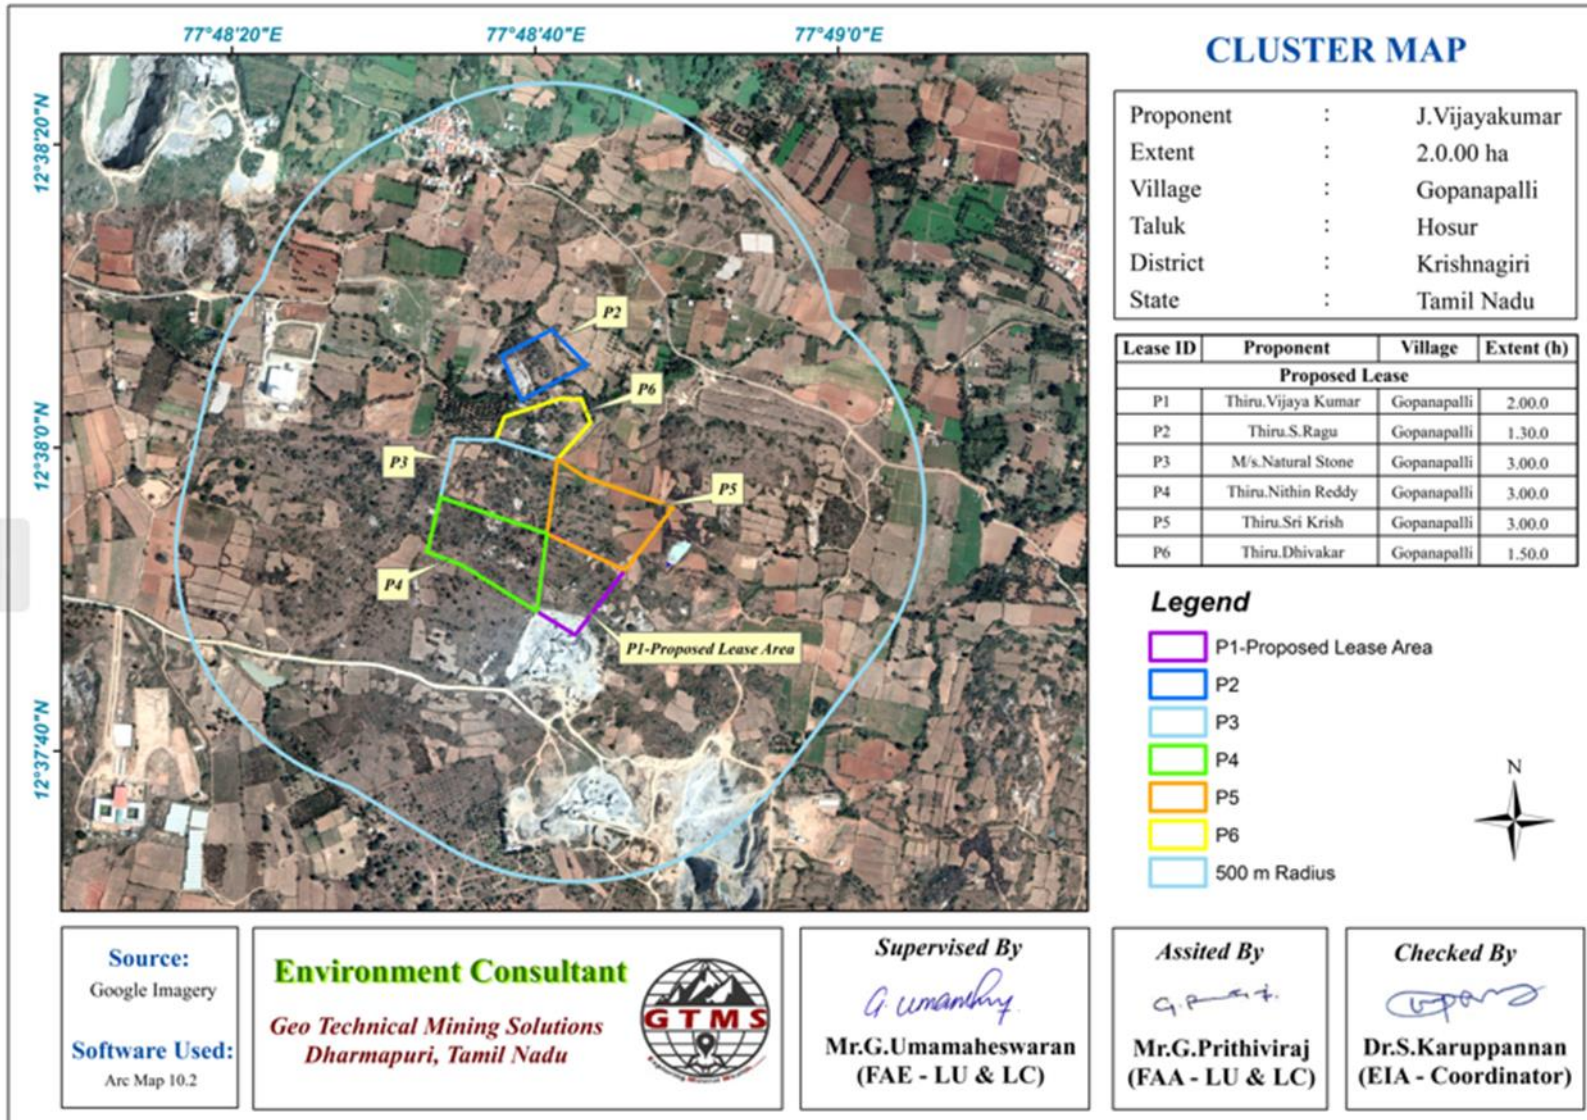 77°48'20"E 77°48'40"E 77°49'0"E
12°38'20"N
12°38'0"N
12°37'40"N
P2
P6
P3
P5
P4
P1-Proposed Lease Area
CLUSTER MAP
Proponent : J.Vijayakumar
Extent : 2.0.00 ha
Village : Gopanapalli
Taluk : Hosur
District : Krishnagiri
State : Tamil Nadu
Lease ID Proponent Village Extent (h)
Proposed Lease
P1 Thiru.Vijaya Kumar Gopanapalli 2.00.0
P2 Thiru.S.Ragu Gopanapalli 1.30.0
P3 M/s.Natural Stone Gopanapalli 3.00.0
P4 Thiru.Nithin Reddy Gopanapalli 3.00.0
P5 Thiru.Sri Krish Gopanapalli 3.00.0
P6 Thiru.Dhivakar Gopanapalli 1.50.0
Legend
P1-Proposed Lease Area
P2
P3
P4
P5
P6
500 m Radius
N
Source:
Google Imagery
Software Used:
Arc Map 10.2
Environment Consultant
Geo Technical Mining Solutions
Dharmapuri, Tamil Nadu
GTMS
Supervised By
Mr.G.Umamaheswaran
(FAE - LU & LC)
Assited By
Mr.G.Prithiviraj
(FAA - LU & LC)
Checked By
Dr.S.Karuppannan
(EIA - Coordinator)